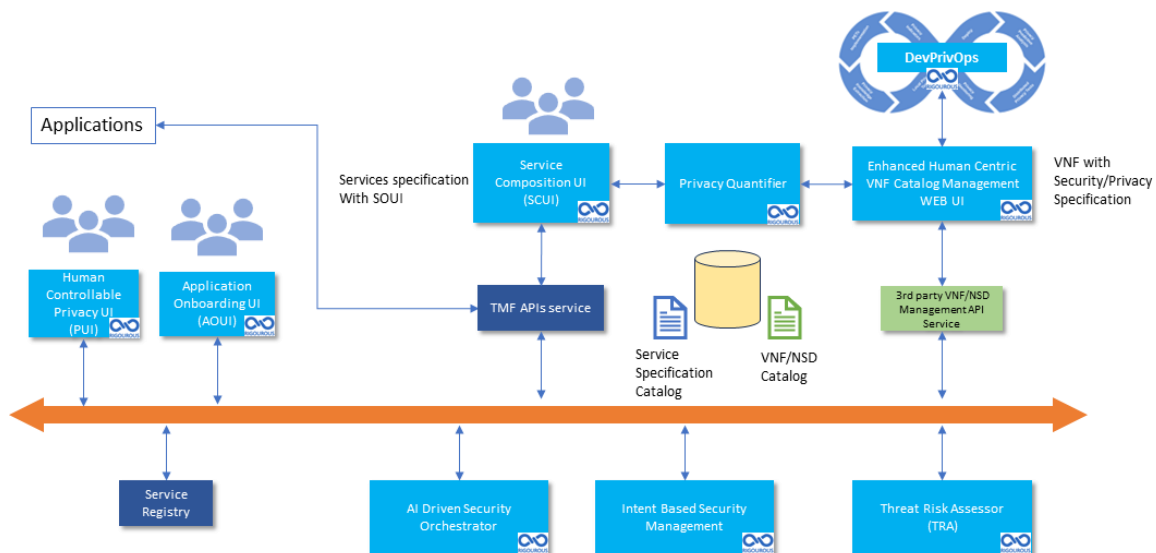 DevPrivOps
RIGOUROUS
Applications
Services specification
With SOUI
Service
Composition UI
(SCUI)
RIGOUROUS
Privacy Quantifier
RIGOUROUS
Enhanced Human Centric
VNF Catalog Management
WEB UI
RIGOUROUS
VNF with
Security/Privacy
Specification
Human
Controllable
Privacy UI
(PUI)
RIGOUROUS
Application
Onboarding UI
(AOUI)
RIGOUROUS
TMF APIs service
Service
Specification
Catalog
VNF/NSD
Catalog
3rd party VNF/NSD
Management API
Service
Service
Registry
AI Driven Security
Orchestrator
RIGOUROUS
Intent Based Security
Management
RIGOUROUS
Threat Risk Assessor
(TRA)
RIGOUROUS